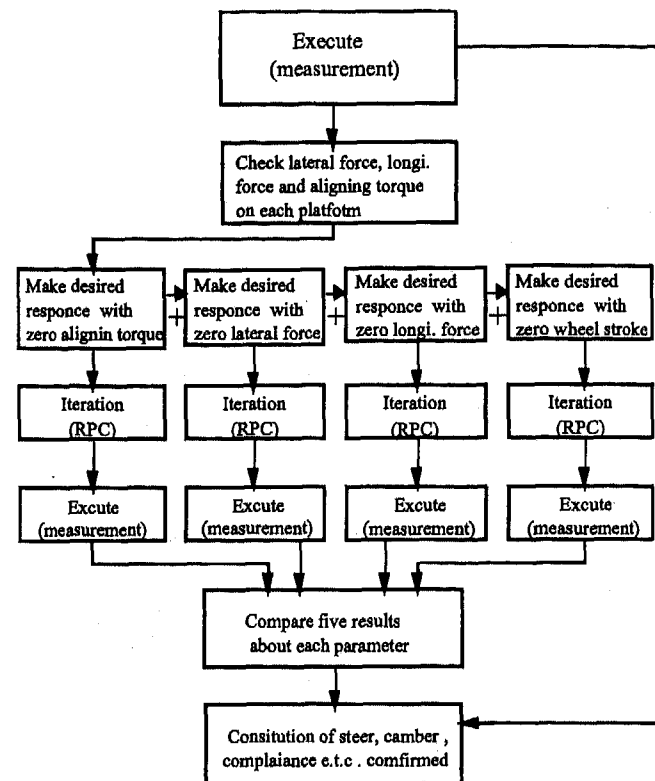 Execute
(measurement)
Check lateral force, longi.
force and aligning torque
on each platfotm
Make desired
responce with
zero alignin torque
+
Make desired
responce with
zero lateral force
+
Make desired
responce with
zero longi. force
+
Make desired
responce with
zero wheel stroke
Iteration
(RPC)
Iteration
(RPC)
Iteration
(RPC)
Iteration
(RPC)
Excute
(measurement)
Excute
(measurement)
Excute
(measurement)
Excute
(measurement)
Compare five results
about each parameter
Consitution of steer, camber ,
complaiance e.t.c . comfirmed